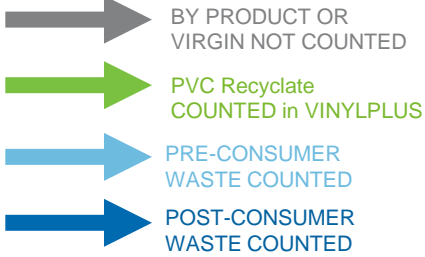 BY PRODUCT OR
VIRGIN NOT COUNTED
PVC Recyclate
COUNTED in VINYLPLUS
PRE-CONSUMER
WASTE COUNTED
POST-CONSUMER
WASTE COUNTED